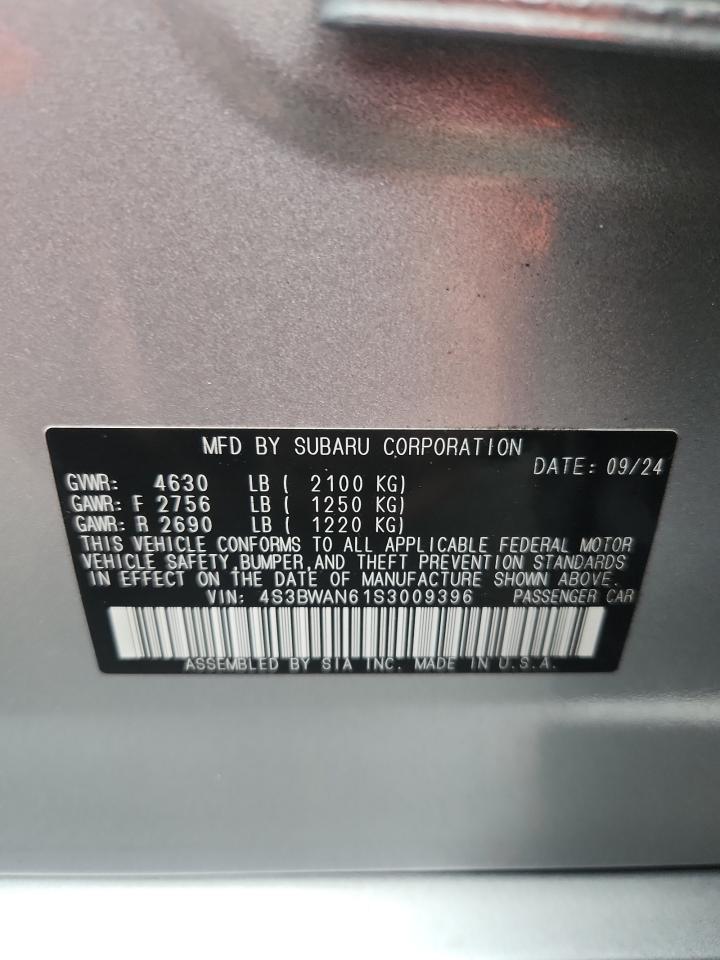 MFD BY SUBARU CORPORATION
DATE: 09/24
GVWR: 4630 LB ( 2100 KG)
GAWR: F 2756 LB ( 1250 KG)
GAWR: R 2690 LB ( 1220 KG)
THIS VEHICLE CONFORMS TO ALL APPLICABLE FEDERAL MOTOR
VEHICLE SAFETY,BUMPER,AND THEFT PREVENTION STANDARDS
IN EFFECT ON THE DATE OF MANUFACTURE SHOWN ABOVE.
VIN: 4S3BWAN61S3009396 PASSENGER CAR
ASSEMBLED BY SIA INC. MADE IN U.S.A.